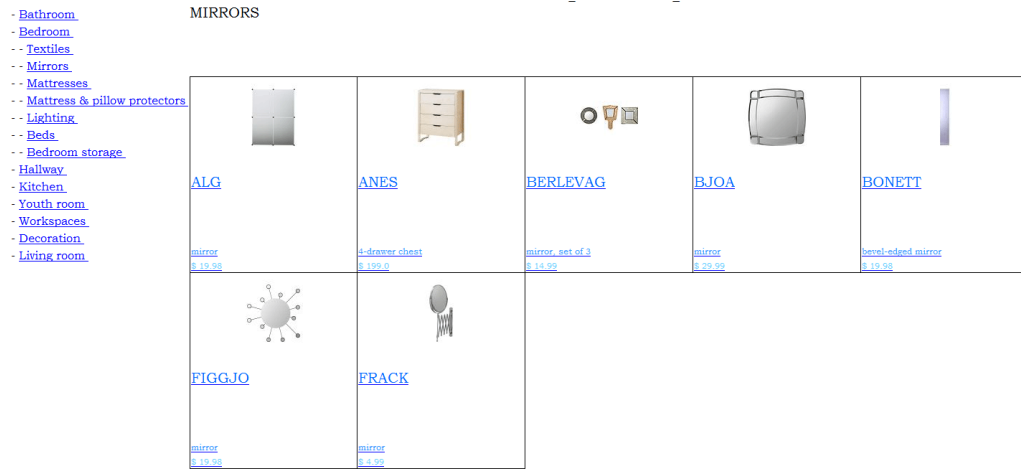 - Bathroom
- Bedroom
- - Textiles
- - Mirrors
- - Mattresses
- - Mattress & pillow protectors
- - Lighting
- - Beds
- - Bedroom storage
- Hallway
- Kitchen
- Youth room
- Workspaces
- Decoration
- Living room
MIRRORS
ALG
mirror
$ 19.98
ANES
4-drawer chest
$ 199.0
BERLEVAG
mirror, set of 3
$ 14.99
BJOA
mirror
$ 29.99
BONETT
bevel-edged mirror
$ 19.98
FIGGJO
mirror
$ 19.98
FRACK
mirror
$ 4.99